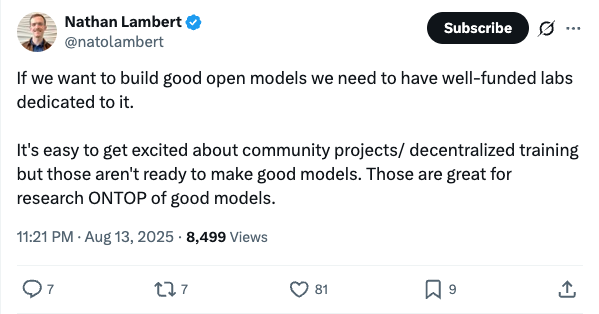 Nathan Lambert
@natolambert
Subscribe
If we want to build good open models we need to have well-funded labs
dedicated to it.
It's easy to get excited about community projects/ decentralized training
but those aren't ready to make good models. Those are great for
research ONTOP of good models.
11:21 PM · Aug 13, 2025 · 8,499 Views
7 7 81 9